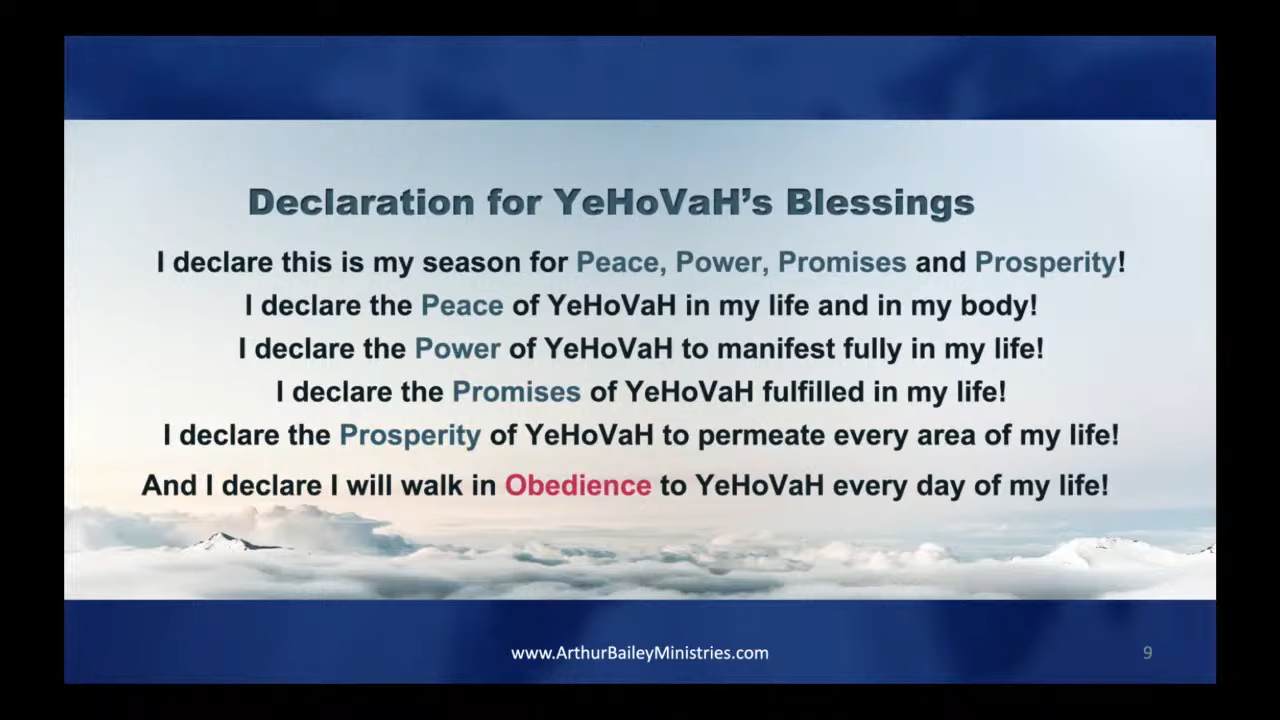 Declaration for YeHoVaH’s Blessings
I declare this is my season for Peace, Power, Promises and Prosperity!
I declare the Peace of YeHoVaH in my life and in my body!
I declare the Power of YeHoVaH to manifest fully in my life!
I declare the Promises of YeHoVaH fulfilled in my life!
I declare the Prosperity of YeHoVaH to permeate every area of my life!
And I declare I will walk in Obedience to YeHoVaH every day of my life!
www.ArthurBaileyMinistries.com
9